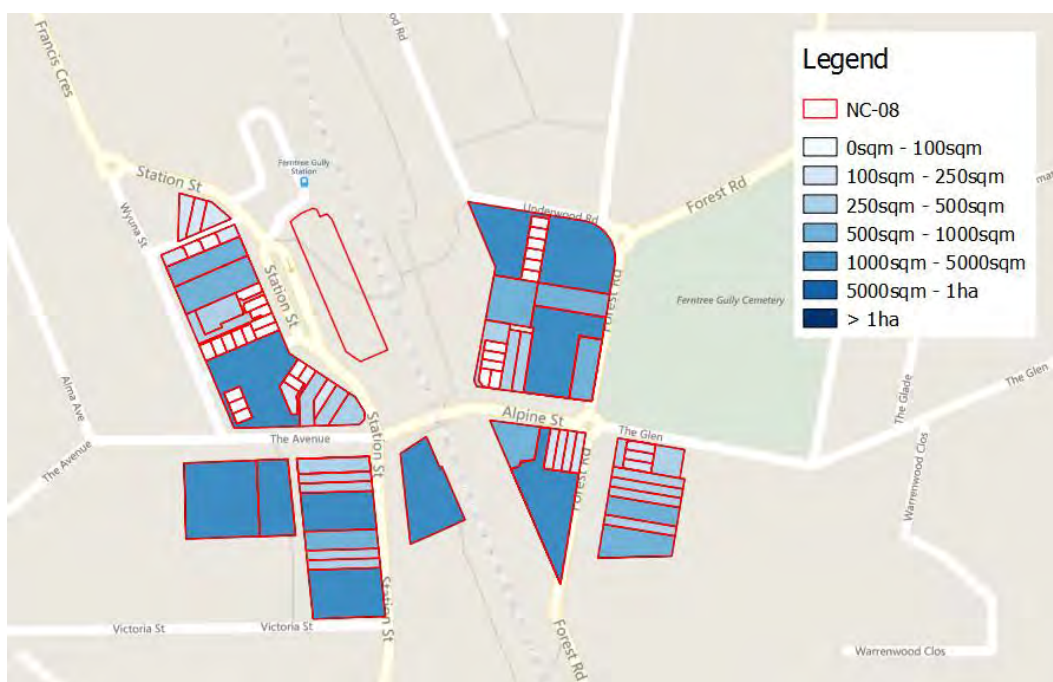 Francis Cres
Station St
Wyuna St
Ferntree Gully
Station
Station St
Alma Ave
The Avenue
The Avenue
Station St
Station St
Victoria St
Victoria St
Underwood Rd
Forest Rd
Forest Rd
Ferntree Gully Cemetery
Alpine St
The Glen
Forest Rd
Forest Rd
The Glade
The Glen
Warrenwood Clos
Warrenwood Clos
Legend
NC-08
0sqm - 100sqm
100sqm - 250sqm
250sqm - 500sqm
500sqm - 1000sqm
1000sqm - 5000sqm
5000sqm - 1ha
> 1ha